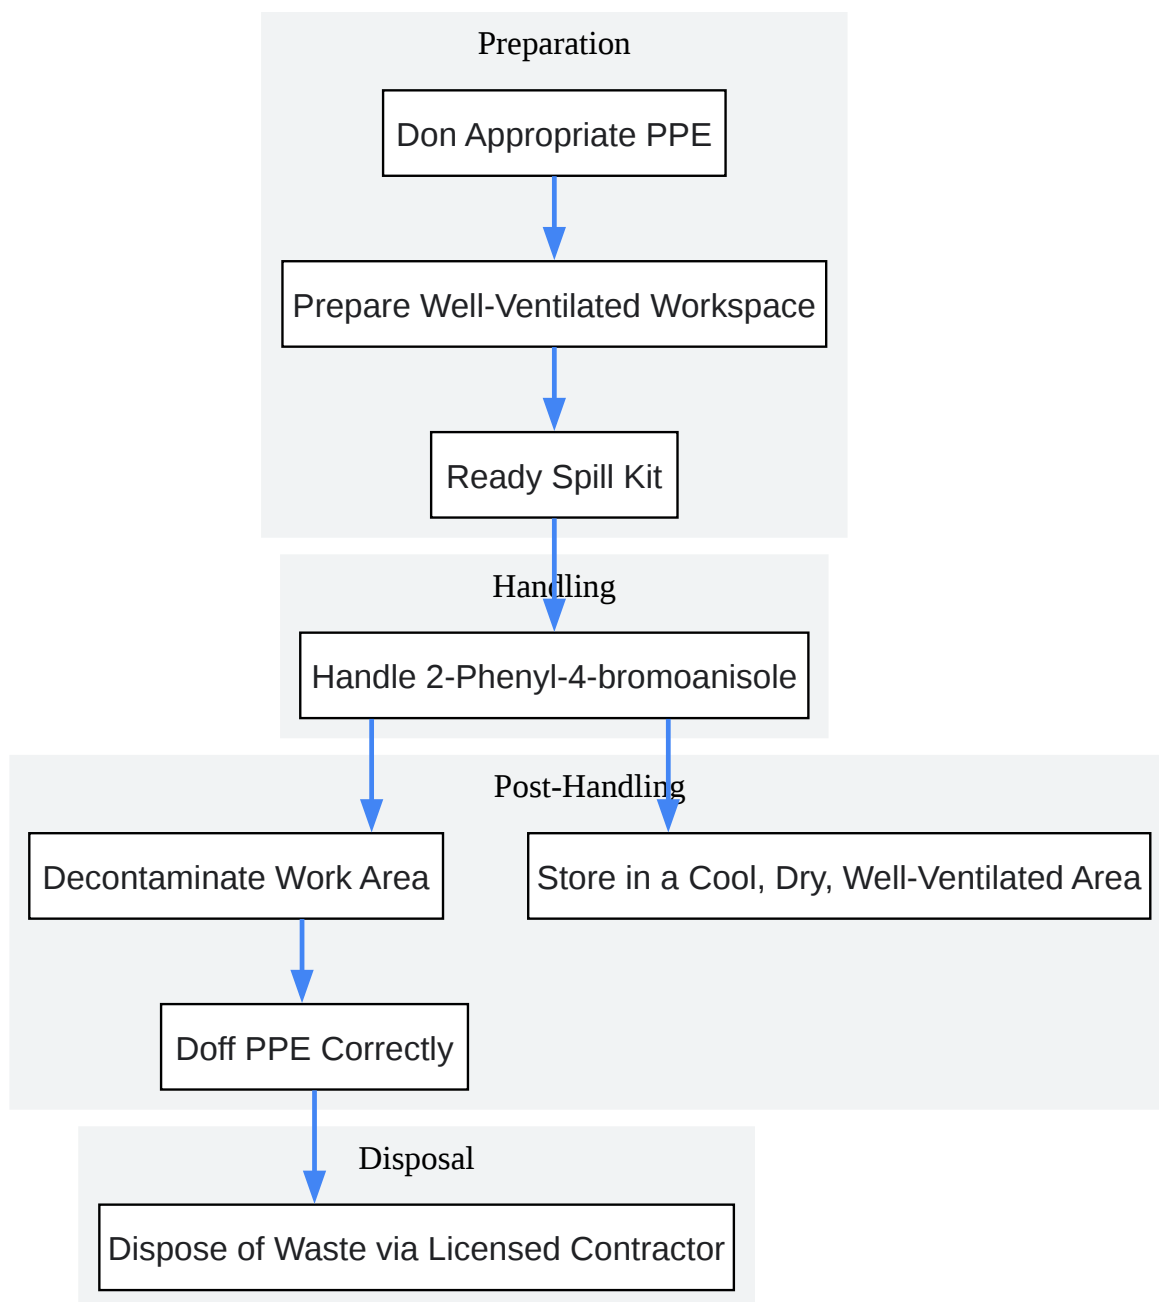 Preparation
Don Appropriate PPE
Prepare Well-Ventilated Workspace
Ready Spill Kit
Handling
Handle 2-Phenyl-4-bromoanisole
Post-Handling
Decontaminate Work Area
Store in a Cool, Dry, Well-Ventilated Area
Doff PPE Correctly
Disposal
Dispose of Waste via Licensed Contractor